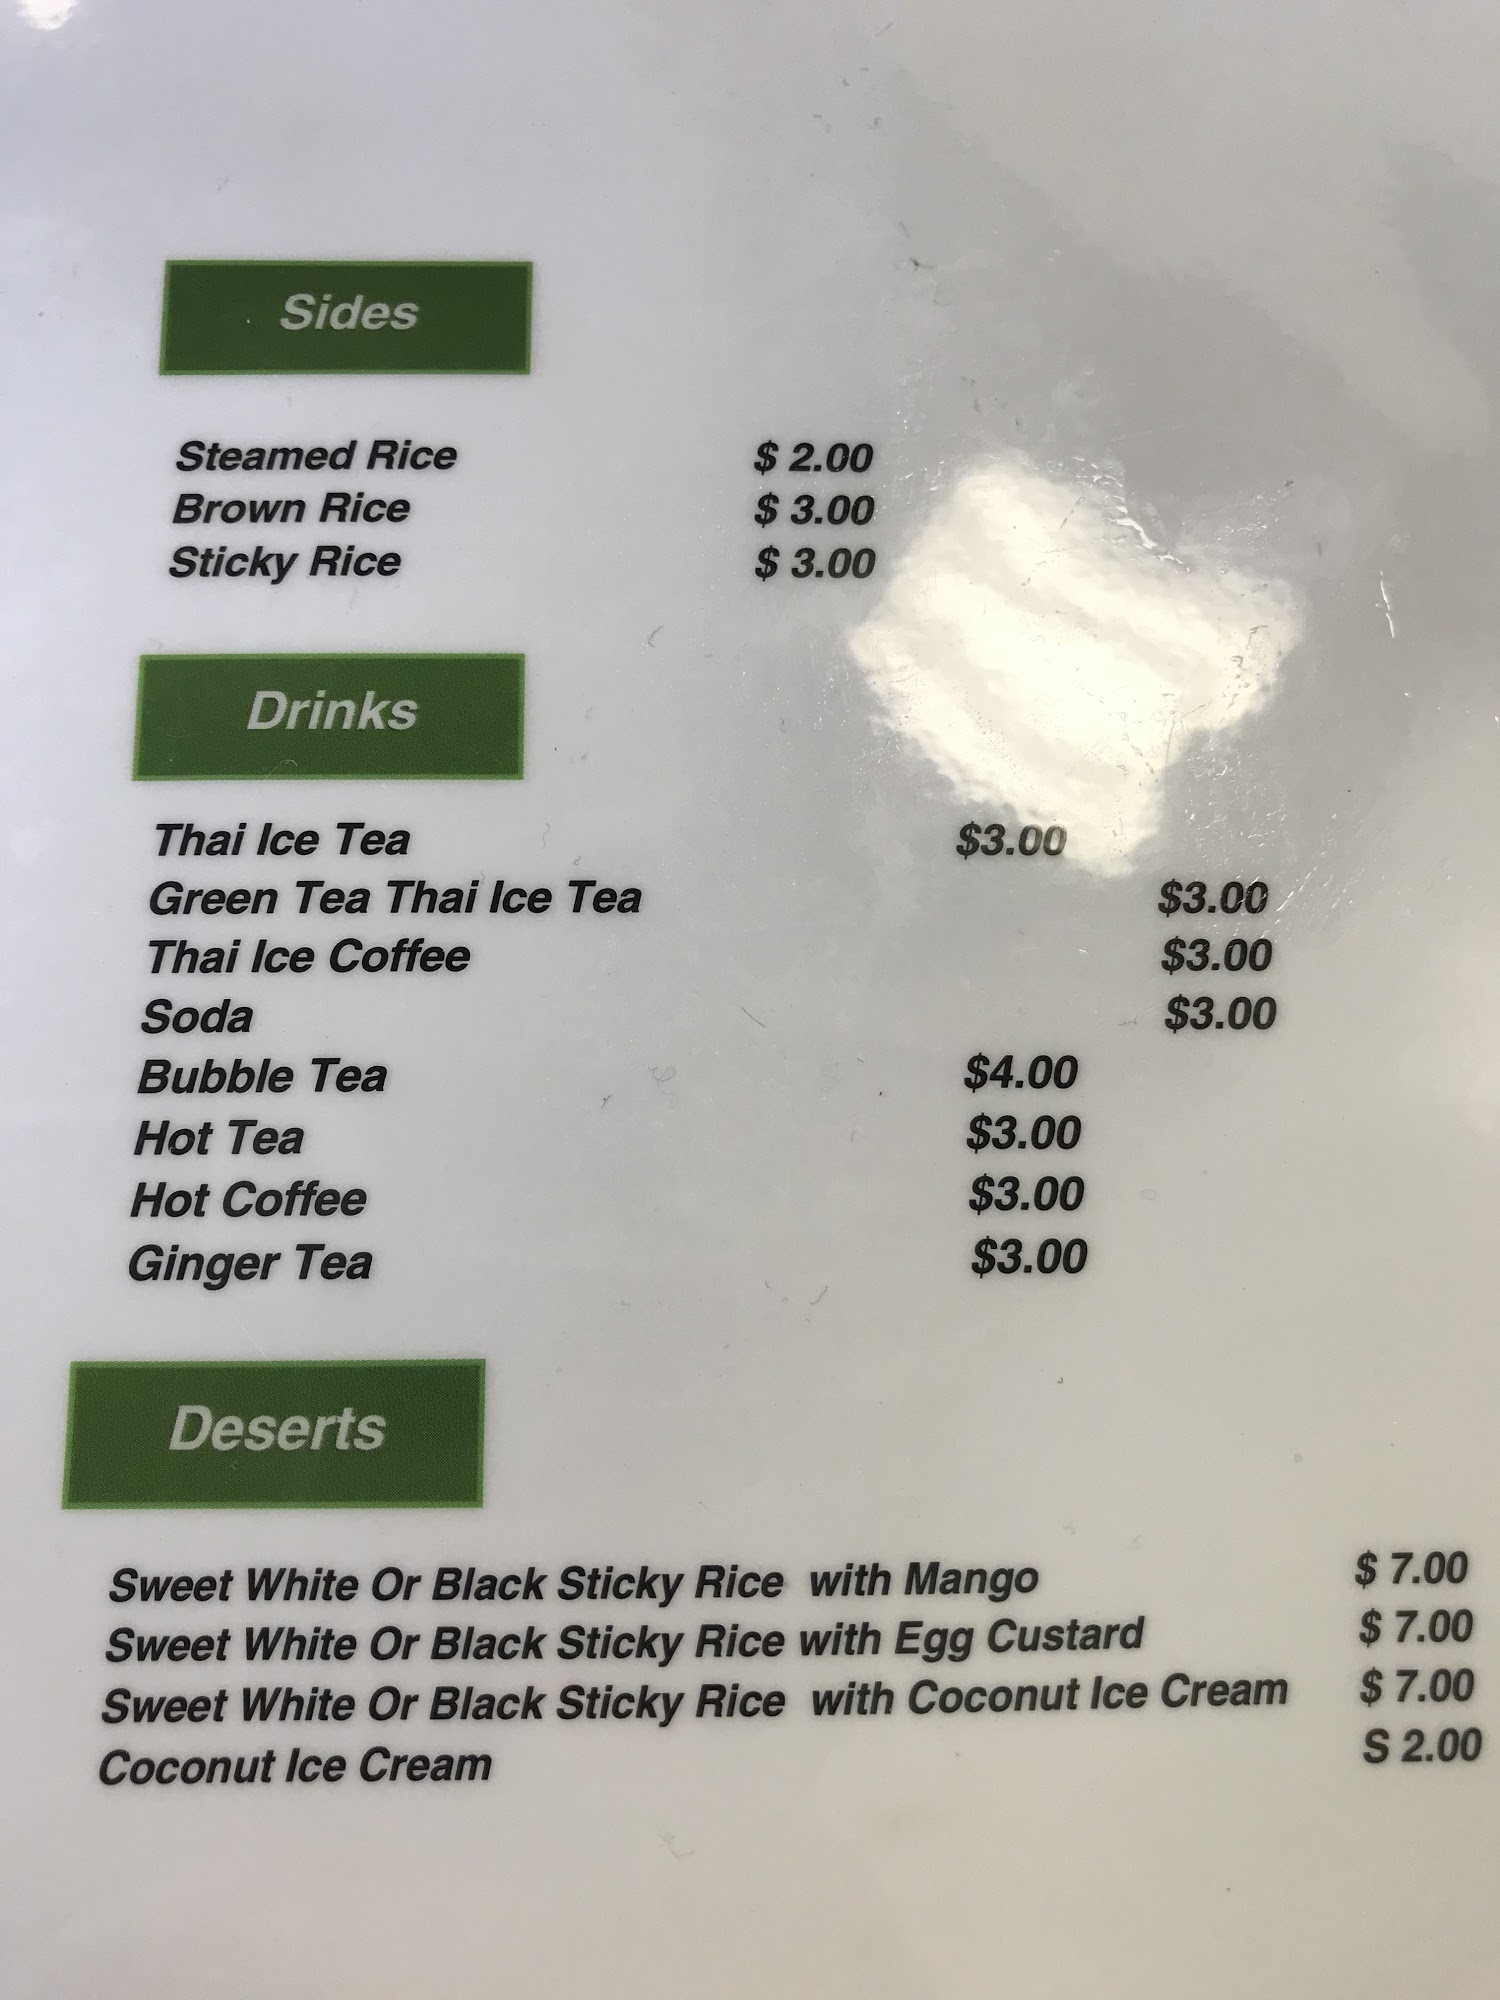 Sides
Steamed Rice $ 2.00
Brown Rice $ 3.00
Sticky Rice $ 3.00
Drinks
Thai Ice Tea $3.00
Green Tea Thai Ice Tea $3.00
Thai Ice Coffee $3.00
Soda $3.00
Bubble Tea $4.00
Hot Tea $3.00
Hot Coffee $3.00
Ginger Tea $3.00
Deserts
Sweet White Or Black Sticky Rice with Mango $ 7.00
Sweet White Or Black Sticky Rice with Egg Custard $ 7.00
Sweet White Or Black Sticky Rice with Coconut Ice Cream $ 7.00
Coconut Ice Cream S 2.00